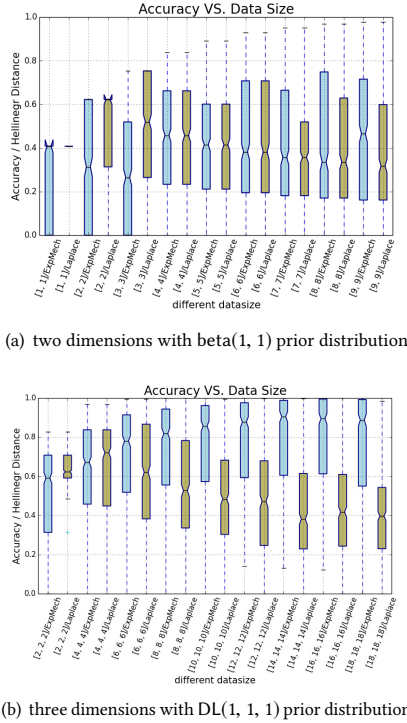 Accuracy VS. Data Size
Accuracy / Hellinegr Distance
1.0
0.8
0.6
0.4
0.2
0.0
[1, 1]/ExpMech
[1, 1]/Laplace
[2, 2]/ExpMech
[2, 2]/Laplace
[3, 3]/ExpMech
[3, 3]/Laplace
[4, 4]/ExpMech
[4, 4]/Laplace
[5, 5]/ExpMech
[5, 5]/Laplace
[6, 6]/ExpMech
[6, 6]/Laplace
[7, 7]/ExpMech
[7, 7]/Laplace
[8, 8]/ExpMech
[8, 8]/Laplace
[9, 9]/ExpMech
[9, 9]/Laplace
different datasize
(a) two dimensions with beta(1, 1) prior distribution
Accuracy VS. Data Size
Accuracy / Hellinegr Distance
1.0
0.8
0.6
0.4
0.2
0.0
[2, 2, 2]/ExpMech
[2, 2, 2]/Laplace
[4, 4, 4]/ExpMech
[4, 4, 4]/Laplace
[6, 6, 6]/ExpMech
[6, 6, 6]/Laplace
[8, 8, 8]/ExpMech
[8, 8, 8]/Laplace
[10, 10, 10]/ExpMech
[10, 10, 10]/Laplace
[12, 12, 12]/ExpMech
[12, 12, 12]/Laplace
[14, 14, 14]/ExpMech
[14, 14, 14]/Laplace
[16, 16, 16]/ExpMech
[16, 16, 16]/Laplace
[18, 18, 18]/ExpMech
[18, 18, 18]/Laplace
different datasize
(b) three dimensions with DL(1, 1, 1) prior distribution